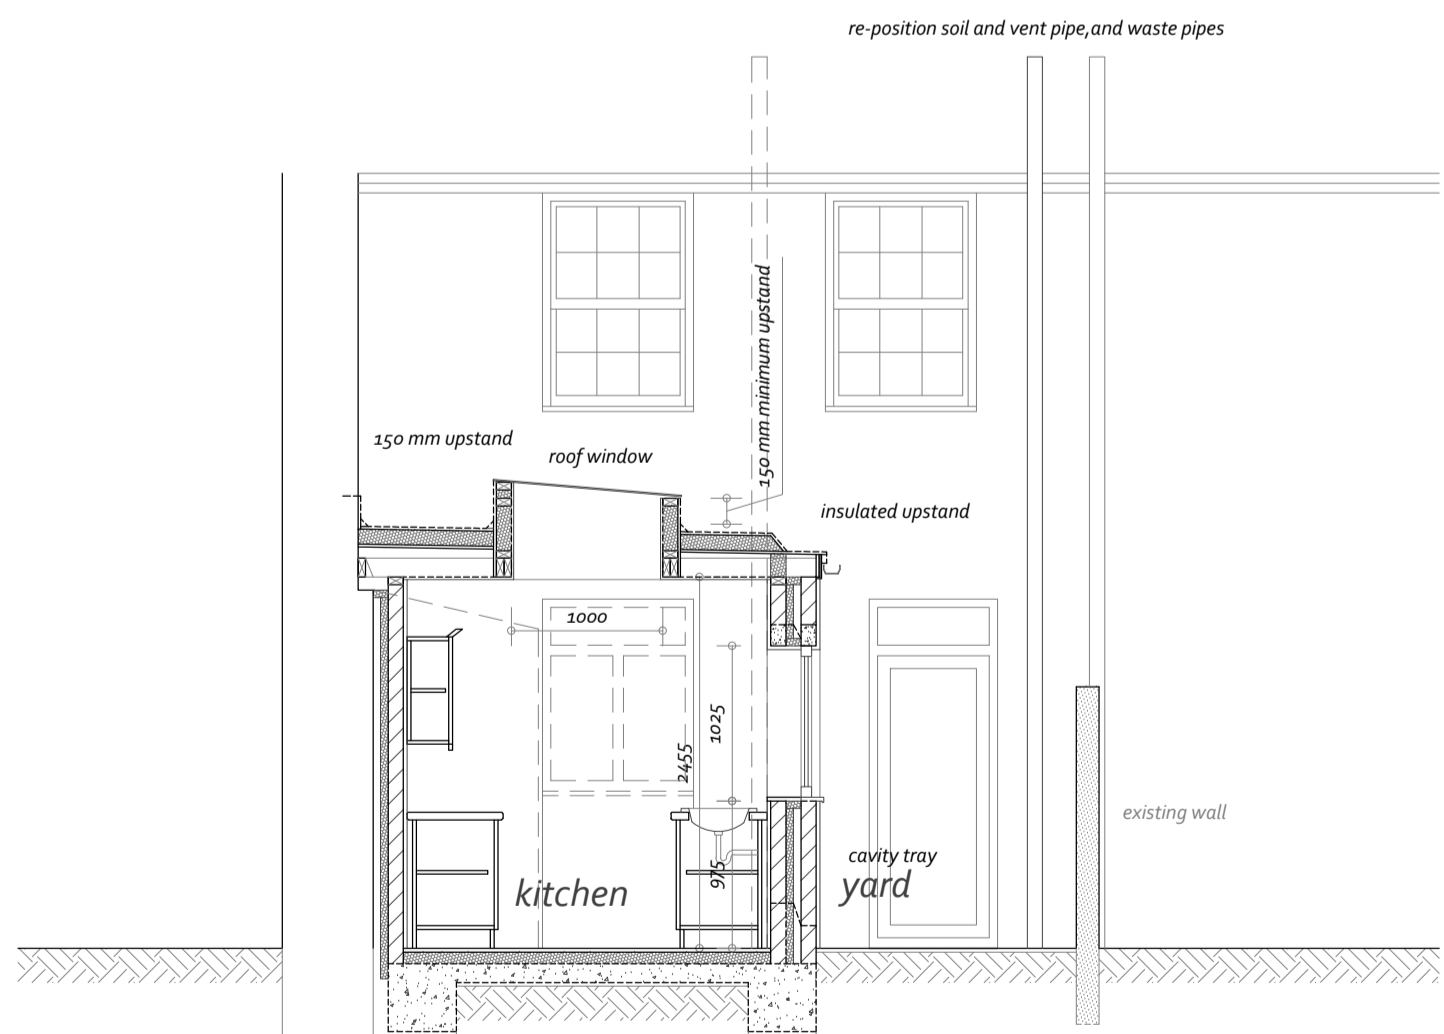 re-position soil and vent pipe,and waste pipes
150 mm minimum upstand
150 mm upstand
roof window
insulated upstand
1000
1025
2455
existing wall
cavity tray
975
kitchen
yard